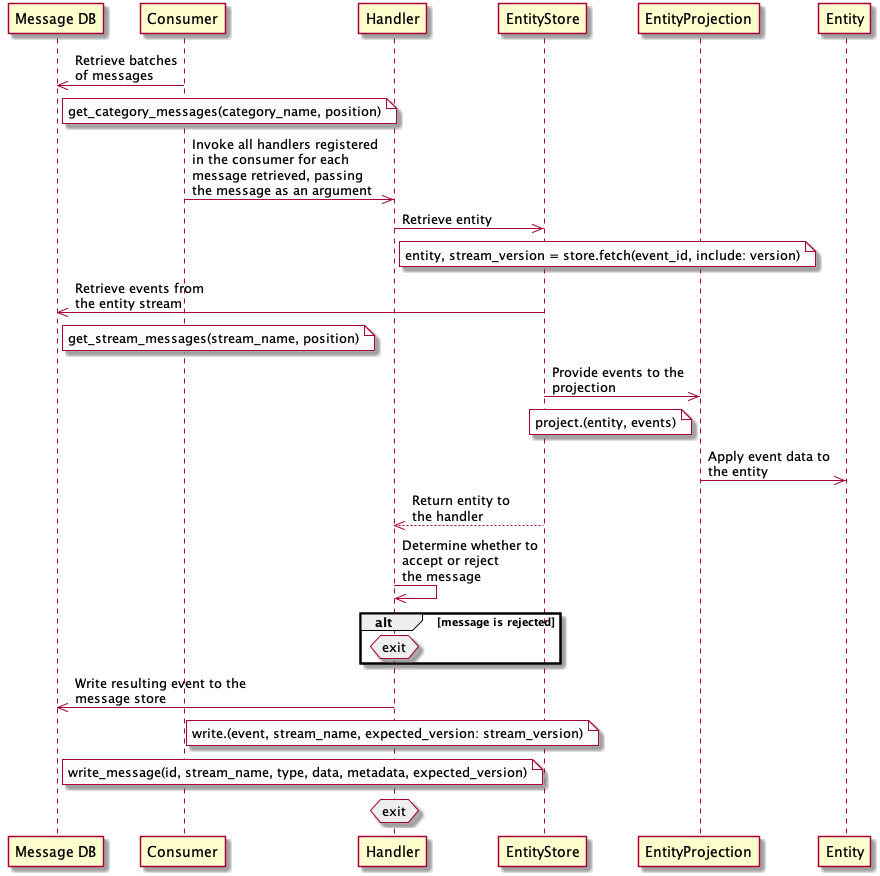 Message DB
Consumer
Handler
EntityStore
EntityProjection
Entity
Retrieve batches
of messages
get_category_messages(category_name, position)
Invoke all handlers registered
in the consumer for each
message retrieved, passing
the message as an argument
Retrieve entity
entity, stream_version = store.fetch(event_id, include: version)
Retrieve events from
the entity stream
get_stream_messages(stream_name, position)
Provide events to the
projection
project.(entity, events)
Apply event data to
the entity
Return entity to
the handler
Determine whether to
accept or reject
the message
alt
[message is rejected]
exit
Write resulting event to the
message store
write.(event, stream_name, expected_version: stream_version)
write_message(id, stream_name, type, data, metadata, expected_version)
exit
Message DB
Consumer
Handler
EntityStore
EntityProjection
Entity